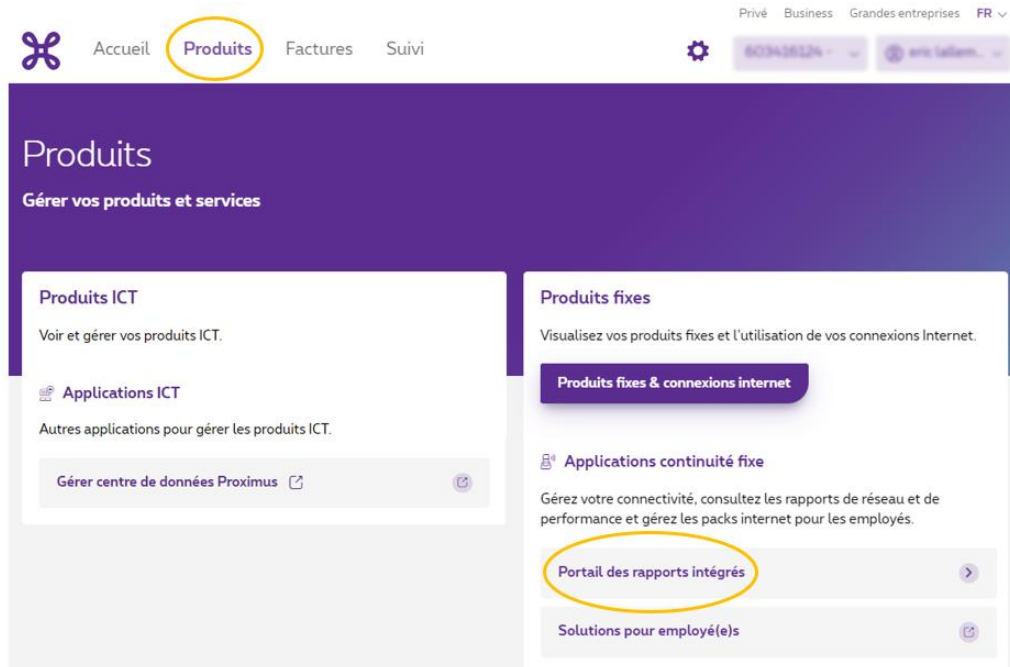 Privé Business Grandes entreprises FR
Accueil Produits Factures Suivi
Produits
Gérer vos produits et services
Produits ICT
Voir et gérer vos produits ICT.
Applications ICT
Autres applications pour gérer les produits ICT.
Gérer centre de données Proximus
Produits fixes
Visualisez vos produits fixes et l'utilisation de vos connexions Internet.
Produits fixes & connexions internet
Applications continuité fixe
Gérez votre connectivité, consultez les rapports de réseau et de
performance et gérez les packs internet pour les employés.
Portail des rapports intégrés
Solutions pour employé(e)s